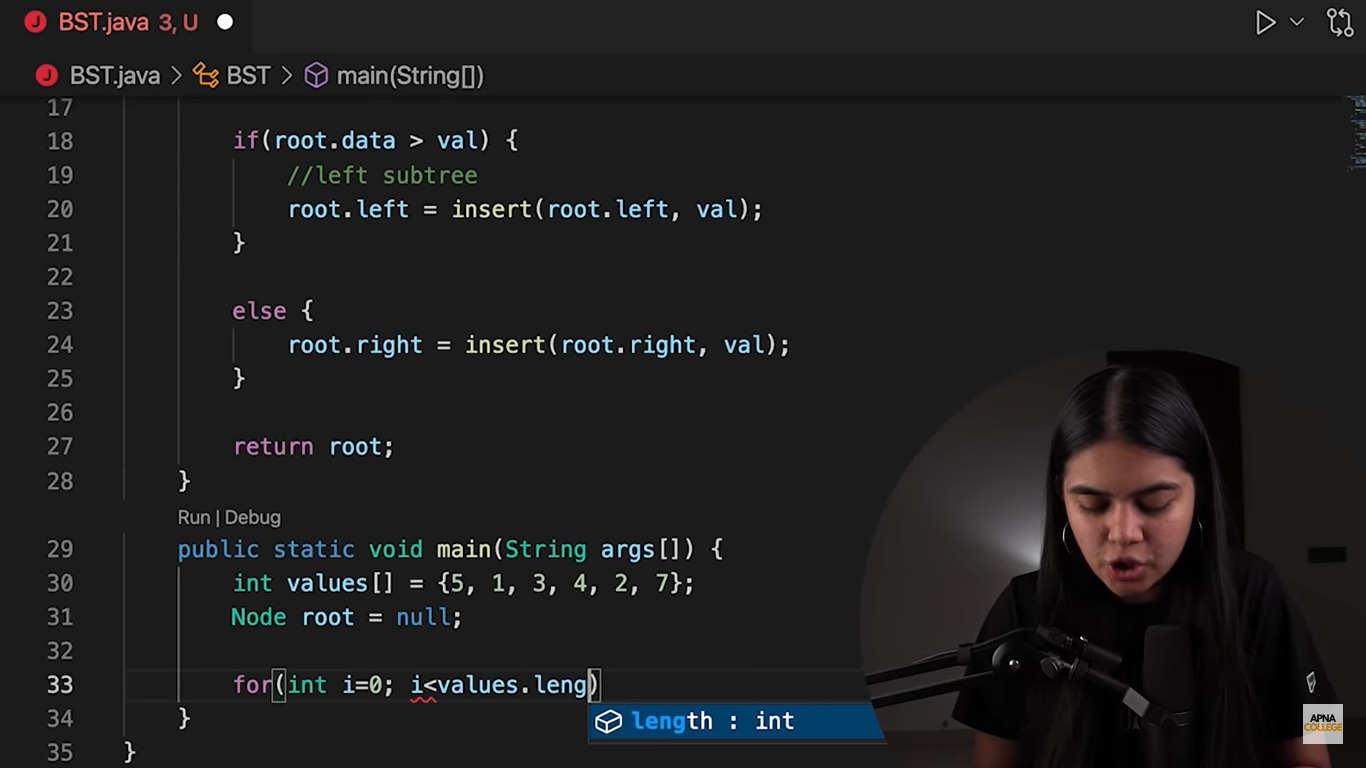 BST.java 3, U
BST.java > BST > main(String[])
17
18 if(root.data > val) {
19 //left subtree
20 root.left = insert(root.left, val);
21 }
22
23 else {
24 root.right = insert(root.right, val);
25 }
26
27 return root;
28 }
Run | Debug
29 public static void main(String args[]) {
30 int values[] = {5, 1, 3, 4, 2, 7};
31 Node root = null;
32
33 for(int i=0; i<values.leng)
length : int
34 }
35 }
APNA
COLLEGE